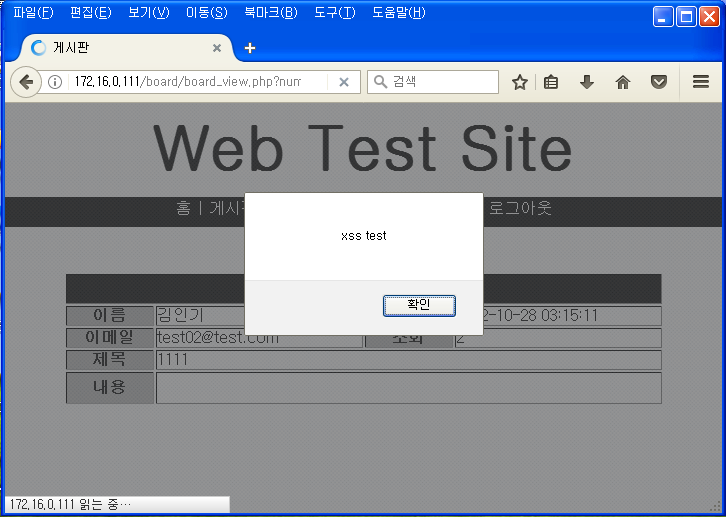 파일(F) 편집(E) 보기(V) 이동(S) 북마크(B) 도구(T) 도움말(H)
게시판
172.16.0.111/board/board_view.php?num
검색
Web Test Site
홈 | 게시 로그아웃
xss test
확인
이름 김인기 2-10-28 03:15:11
이메일 test02@test.com 조회 2
제목 1111
내용
172.16.0.111 읽는 중…